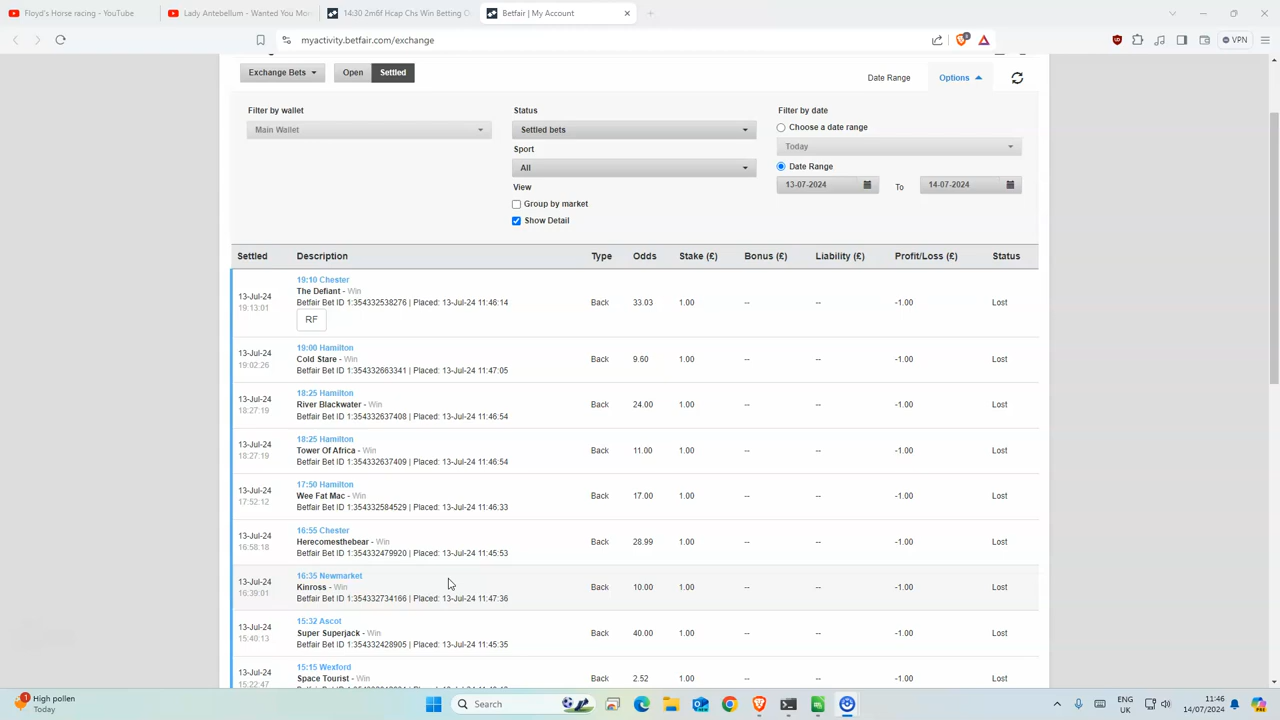 Floyd's Horse racing - YouTube
Lady Antebellum - Wanted You Mo
14:30 2m6f Hcap Chs Win Betting O
Betfair | My Account
myactivity.betfair.com/exchange
VPN
Exchange Bets
Open
Settled
Date Range
Options
Filter by wallet
Main Wallet
Status
Settled bets
Sport
All
View
Group by market
Show Detail
Filter by date
Choose a date range
Today
Date Range
13-07-2024
To
14-07-2024
Settled Description Type Odds Stake (£) Bonus (£) Liability (£) Profit/Loss (£) Status
19:10 Chester
The Defiant - Win
13-Jul-24
19:13:01
Betfair Bet ID 1:354332538276 | Placed: 13-Jul-24 11:46:14
Back 33.03 1.00 -- -- -1.00 Lost
RF
19:00 Hamilton
Cold Stare - Win
13-Jul-24
19:02:26
Betfair Bet ID 1:354332663341 | Placed: 13-Jul-24 11:47:05
Back 9.60 1.00 -- -- -1.00 Lost
18:25 Hamilton
River Blackwater - Win
13-Jul-24
18:27:19
Betfair Bet ID 1:354332637408 | Placed: 13-Jul-24 11:46:54
Back 24.00 1.00 -- -- -1.00 Lost
18:25 Hamilton
Tower Of Africa - Win
13-Jul-24
18:27:19
Betfair Bet ID 1:354332637409 | Placed: 13-Jul-24 11:46:54
Back 11.00 1.00 -- -- -1.00 Lost
17:50 Hamilton
Wee Fat Mac - Win
13-Jul-24
17:52:12
Betfair Bet ID 1:354332584529 | Placed: 13-Jul-24 11:46:33
Back 17.00 1.00 -- -- -1.00 Lost
16:55 Chester
Herecomesthebear - Win
13-Jul-24
16:58:18
Betfair Bet ID 1:354332479920 | Placed: 13-Jul-24 11:45:53
Back 28.99 1.00 -- -- -1.00 Lost
16:35 Newmarket
Kinross - Win
13-Jul-24
16:39:01
Betfair Bet ID 1:354332734166 | Placed: 13-Jul-24 11:47:36
Back 10.00 1.00 -- -- -1.00 Lost
15:32 Ascot
Super Superjack - Win
13-Jul-24
15:40:13
Betfair Bet ID 1:354332428905 | Placed: 13-Jul-24 11:45:35
Back 40.00 1.00 -- -- -1.00 Lost
15:15 Wexford
Space Tourist - Win
13-Jul-24
15:22:47
Back 2.52 1.00 -- -- -1.00 Lost
High pollen
Today
Search
ENG
UK
11:46
14/07/2024